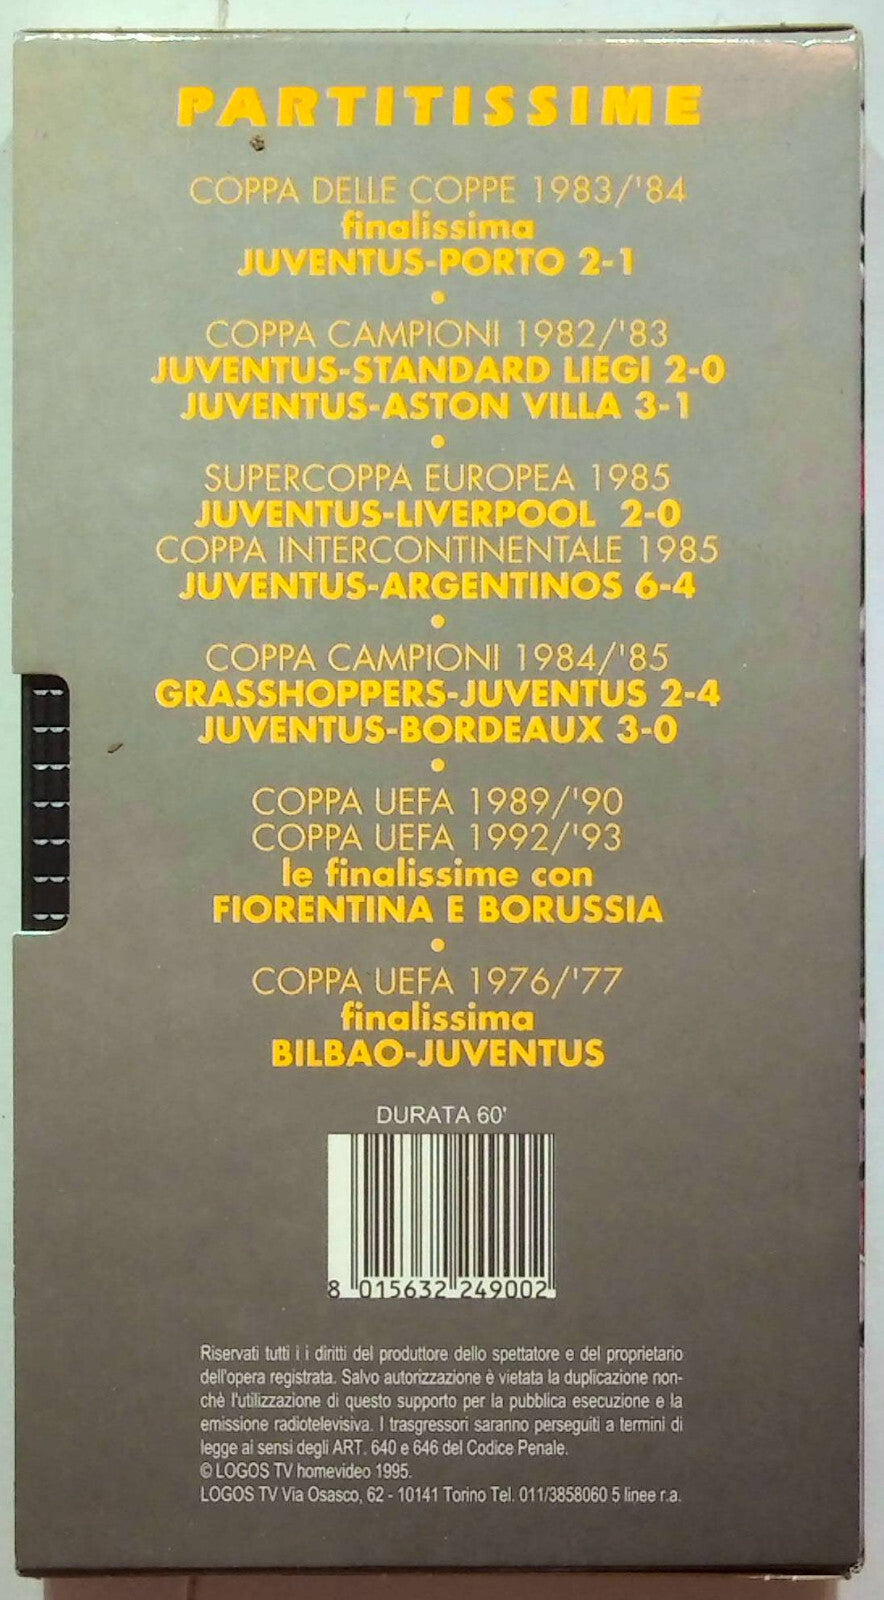 PARTITISSIME
COPPA DELLE COPPE 1983/'84
finalissima
JUVENTUS-PORTO 2-1
•
COPPA CAMPIONI 1982/'83
JUVENTUS-STANDARD LIEGI 2-0
JUVENTUS-ASTON VILLA 3-1
•
SUPERCOPPA EUROPEA 1985
JUVENTUS-LIVERPOOL 2-0
COPPA INTERCONTINENTALE 1985
JUVENTUS-ARGENTINOS 6-4
•
COPPA CAMPIONI 1984/'85
GRASSHOPPERS-JUVENTUS 2-4
JUVENTUS-BORDEAUX 3-0
•
COPPA UEFA 1989/'90
COPPA UEFA 1992/'93
le finalissime con
FIORENTINA E BORUSSIA
•
COPPA UEFA 1976/'77
finalissima
BILBAO-JUVENTUS
DURATA 60'
8 015632 249002
Riservati tutti i i diritti del produttore dello spettatore e del proprietario
dell'opera registrata. Salvo autorizzazione è vietata la duplicazione non-
chè l'utilizzazione di questo supporto per la pubblica esecuzione e la
emissione radiotelevisiva. I trasgressori saranno perseguiti a termini di
legge ai sensi degli ART. 640 e 646 del Codice Penale.
© LOGOS TV homevideo 1995.
LOGOS TV Via Osasco, 62 - 10141 Torino Tel. 011/3858060 5 linee r.a.